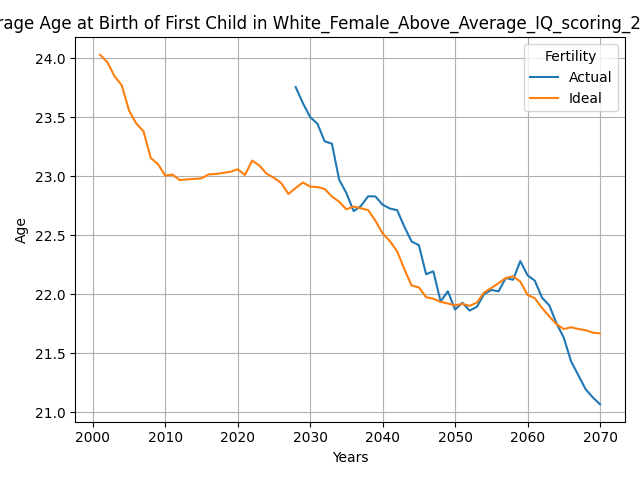 rage Age at Birth of First Child in White_Female_Above_Average_IQ_scoring_2
Fertility
Actual
Ideal
24.0
23.5
23.0
22.5
22.0
21.5
21.0
Age
2000 2010 2020 2030 2040 2050 2060 2070
Years